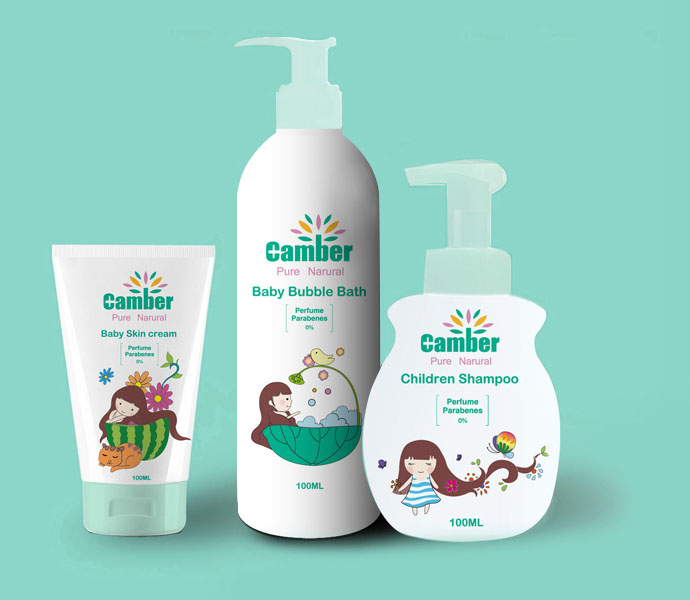 Camber
Pure Narural
Baby Skin cream
Perfume
Parabenes
0%
100ML
Camber
Pure Narural
Baby Bubble Bath
Perfume
Parabenes
0%
100ML
Camber
Pure Narural
Children Shampoo
Perfume
Parabenes
0%
100ML